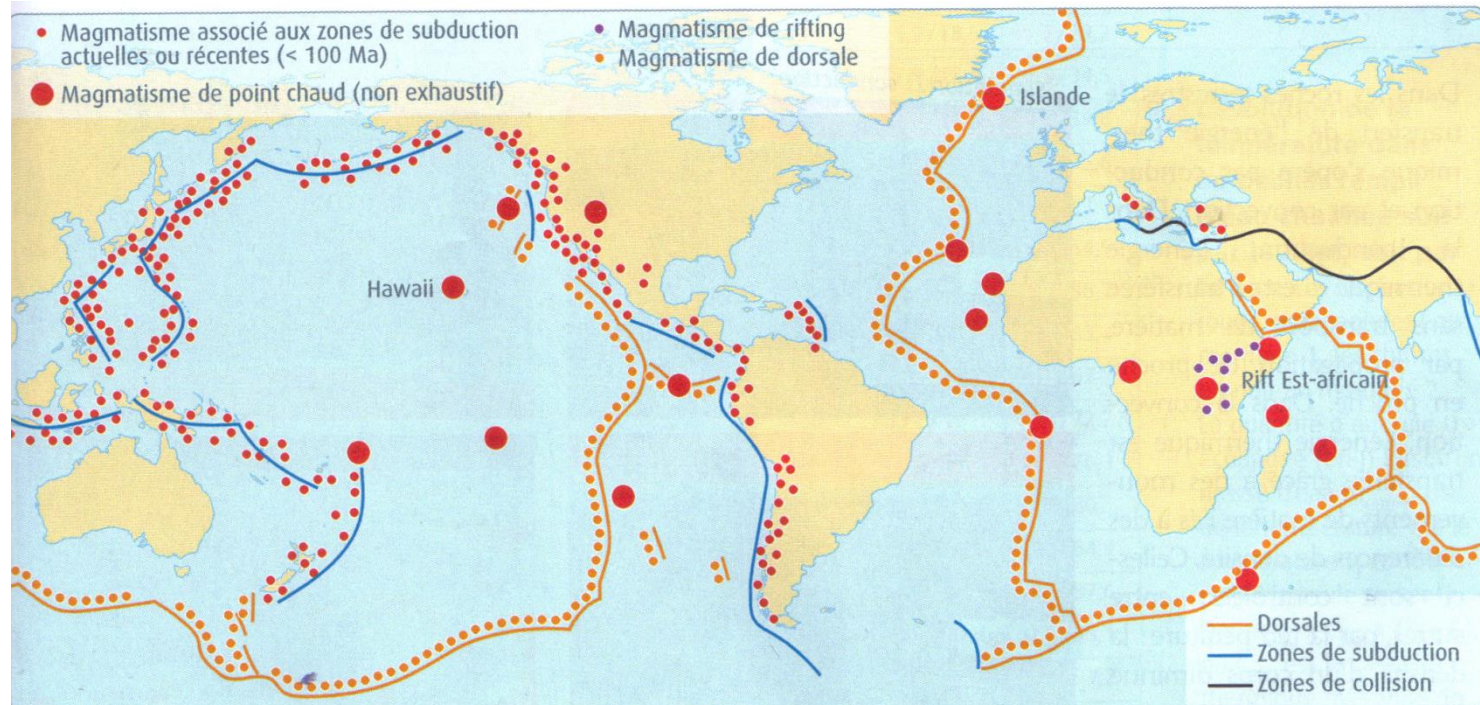 Magmatisme associé aux zones de subduction
actuelles ou récentes (< 100 Ma)
Magmatisme de point chaud (non exhaustif)
Magmatisme de rifting
Magmatisme de dorsale
Islande
Hawaii
Rift Est-africain
Dorsales
Zones de subduction
Zones de collision